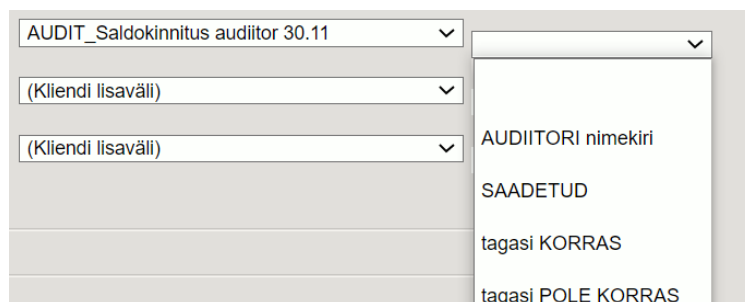 AUDIT_Saldokinnitus audiitor 30.11
(Kliendi lisaväli)
(Kliendi lisaväli)
AUDIITORI nimekiri
SAADETUD
tagasi KORRAS
tagasi POLE KORRAS